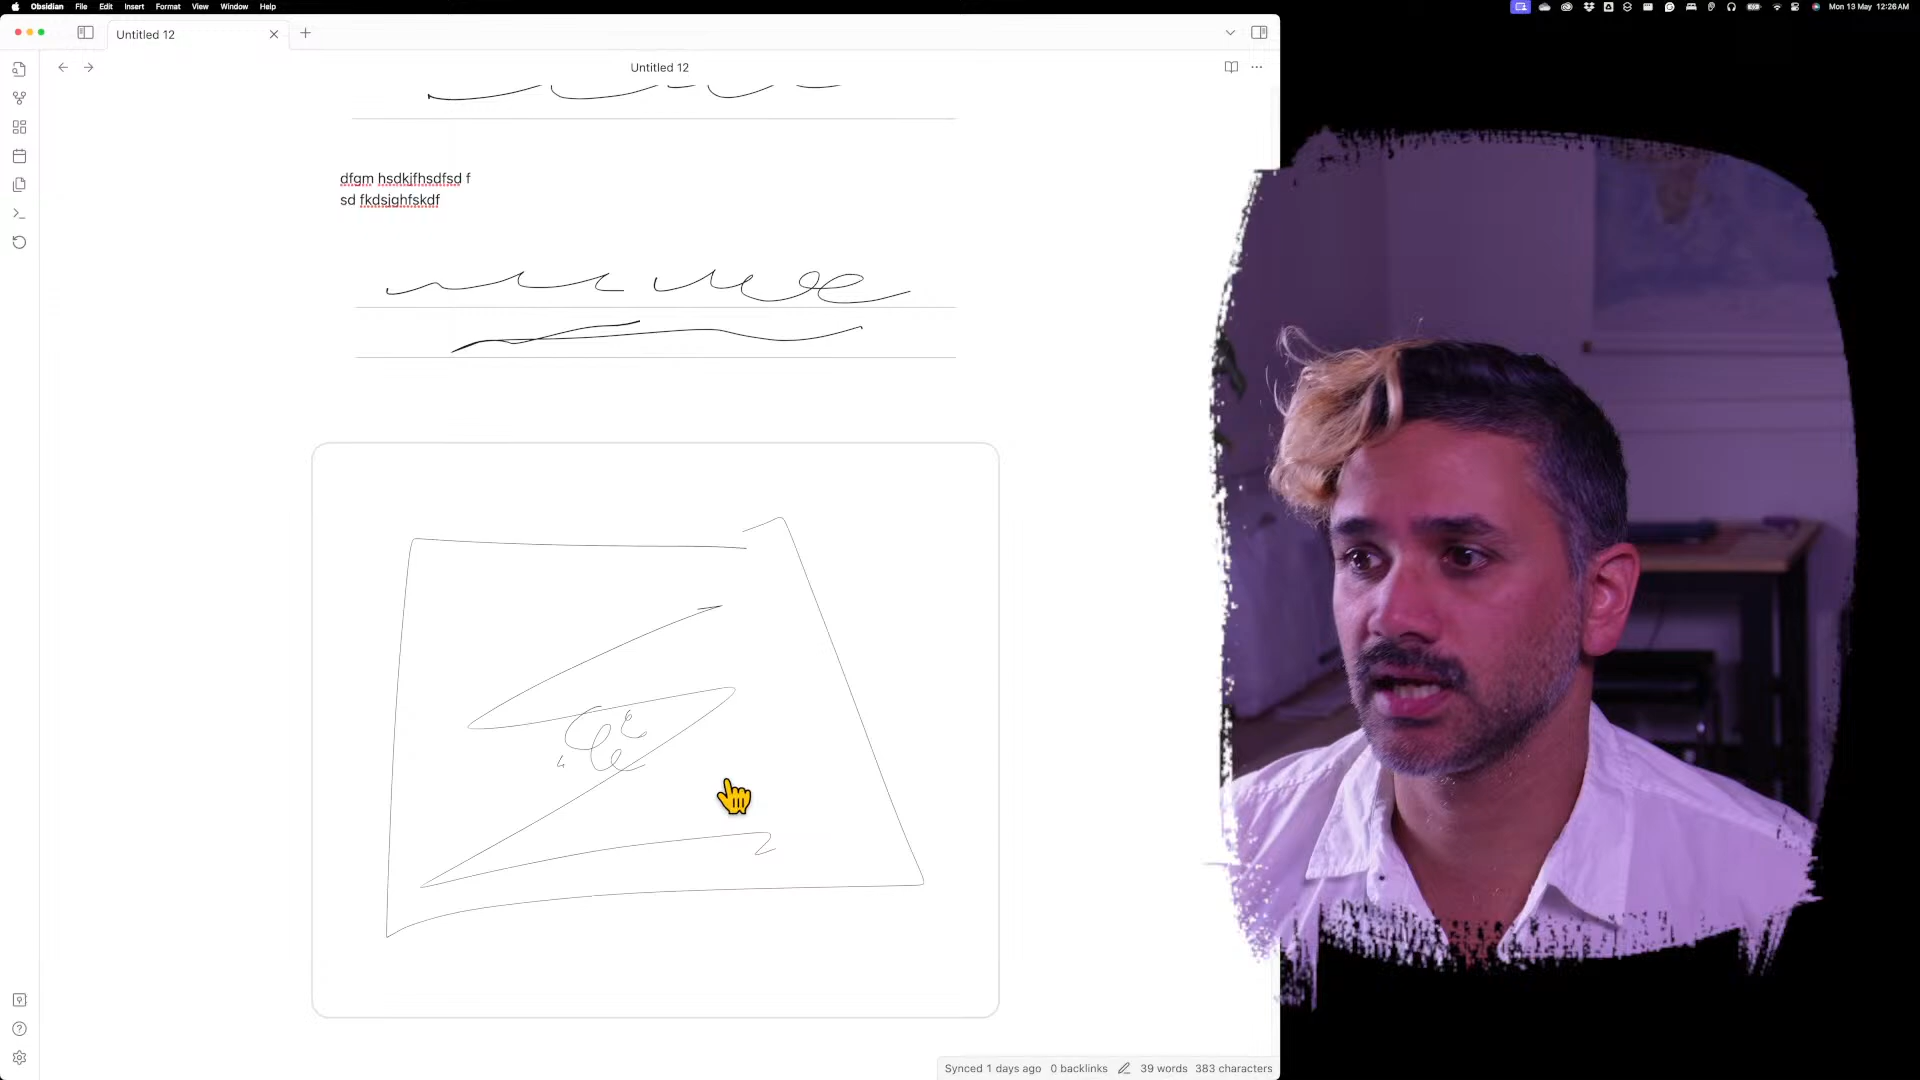 Obsidian File Edit Insert Format View Window Help
Mon 13 May 12:26 AM
Untitled 12
Untitled 12
dfgm hsdkjfhsdfsd f
sd fkdsjghfskdf
Synced 1 days ago 0 backlinks 39 words 383 characters